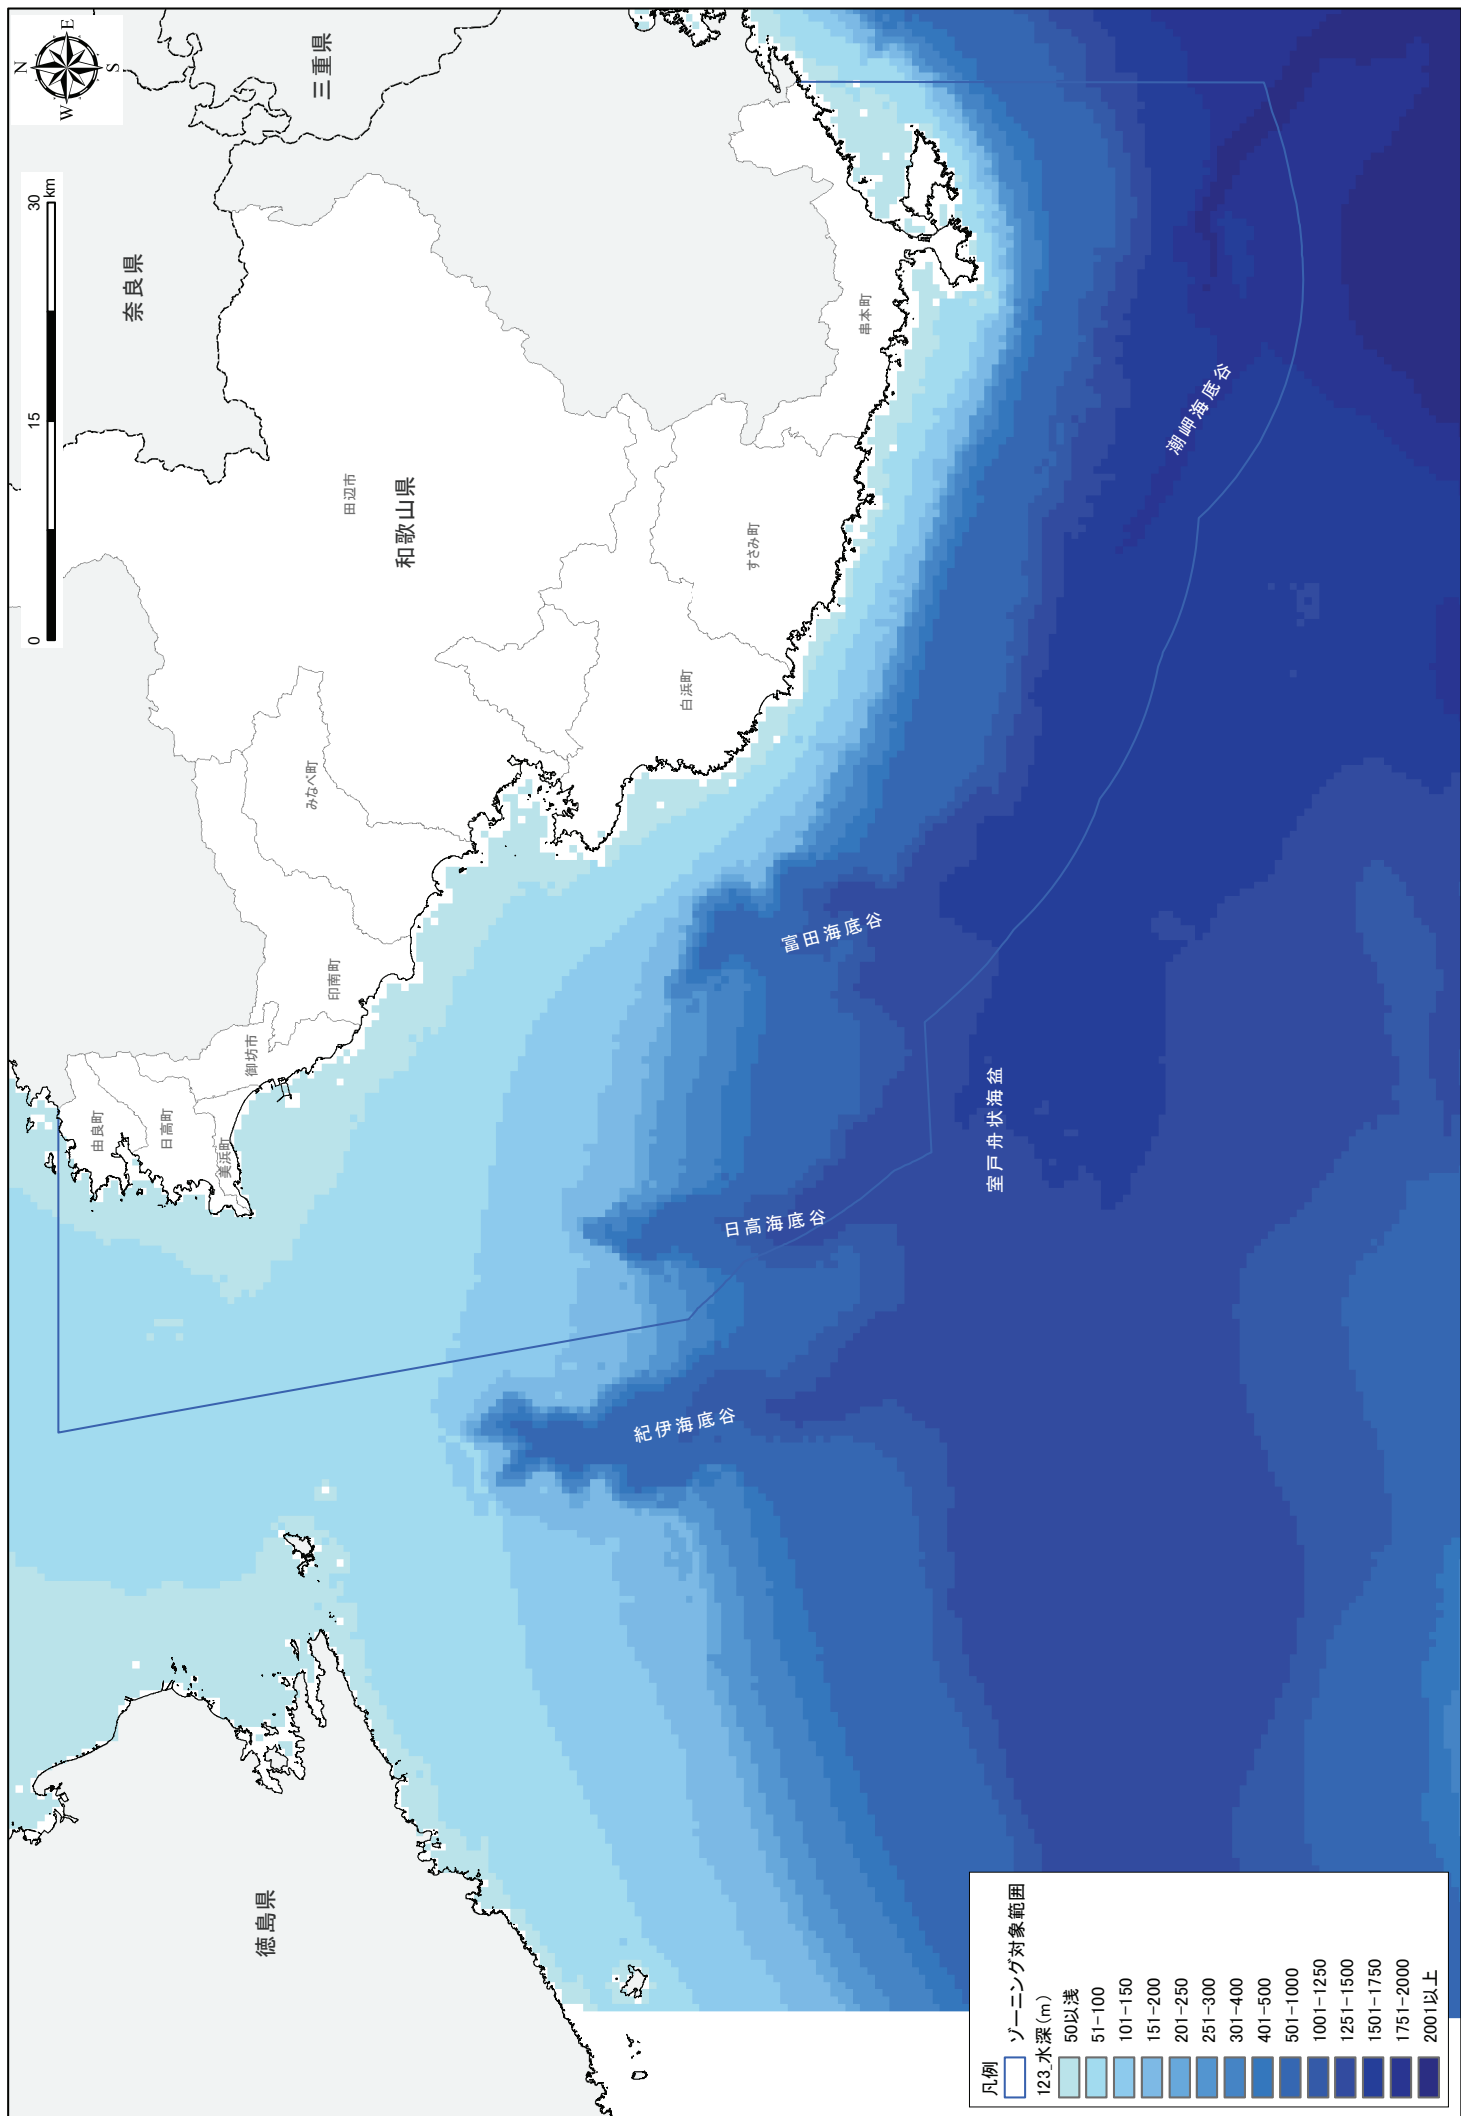 N
E
S
W
0
15
30
km
奈良県
三重県
和歌山県
徳島県
田辺市
みなべ町
印南町
御坊市
由良町
日高町
美浜町
白浜町
すさみ町
串本町
紀伊海底谷
日高海底谷
富田海底谷
潮岬海底谷
室戸舟状海盆
凡例
ゾーニング対象範囲
123_水深(m)
50以浅
51-100
101-150
151-200
201-250
251-300
301-400
401-500
501-1000
1001-1250
1251-1500
1501-1750
1751-2000
2001以上